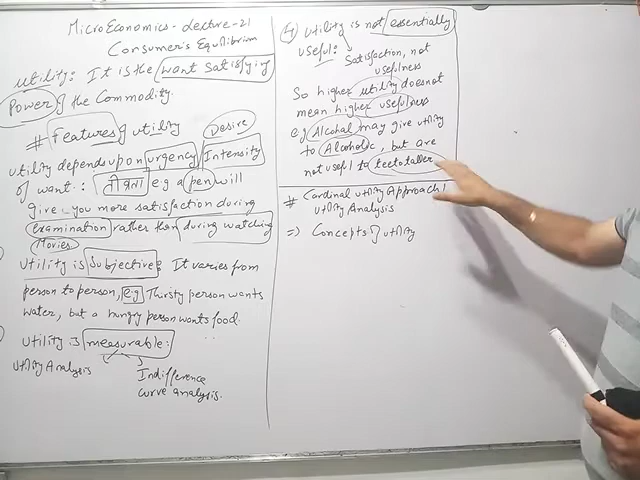 MicroEconomics - Lecture-21
Consumer's Equilibrium
Utility: It is the want satisfying
Power of the Commodity.
# Features of utility
Desire
utility depends upon urgency/Intensity
of want: तीव्रता e.g a pen will
give you more satisfaction during
examination rather than during watching
Movies
Utility is Subjective: It varies from
person to person, e.g Thirsty person wants
water, but a hungry person wants food.
Utility is measurable:
Utility Analysis
Indifference
curve analysis.
4 Utility is not essentially
useful:
Satisfaction, not
usefulness
So higher utility does not
mean higher usefulness
e.g Alcohal may give utility
to Alcoholic, but are
not useful to teetotaller
# Cardinal utility Approach/
utility Analysis
=> Concepts of utility